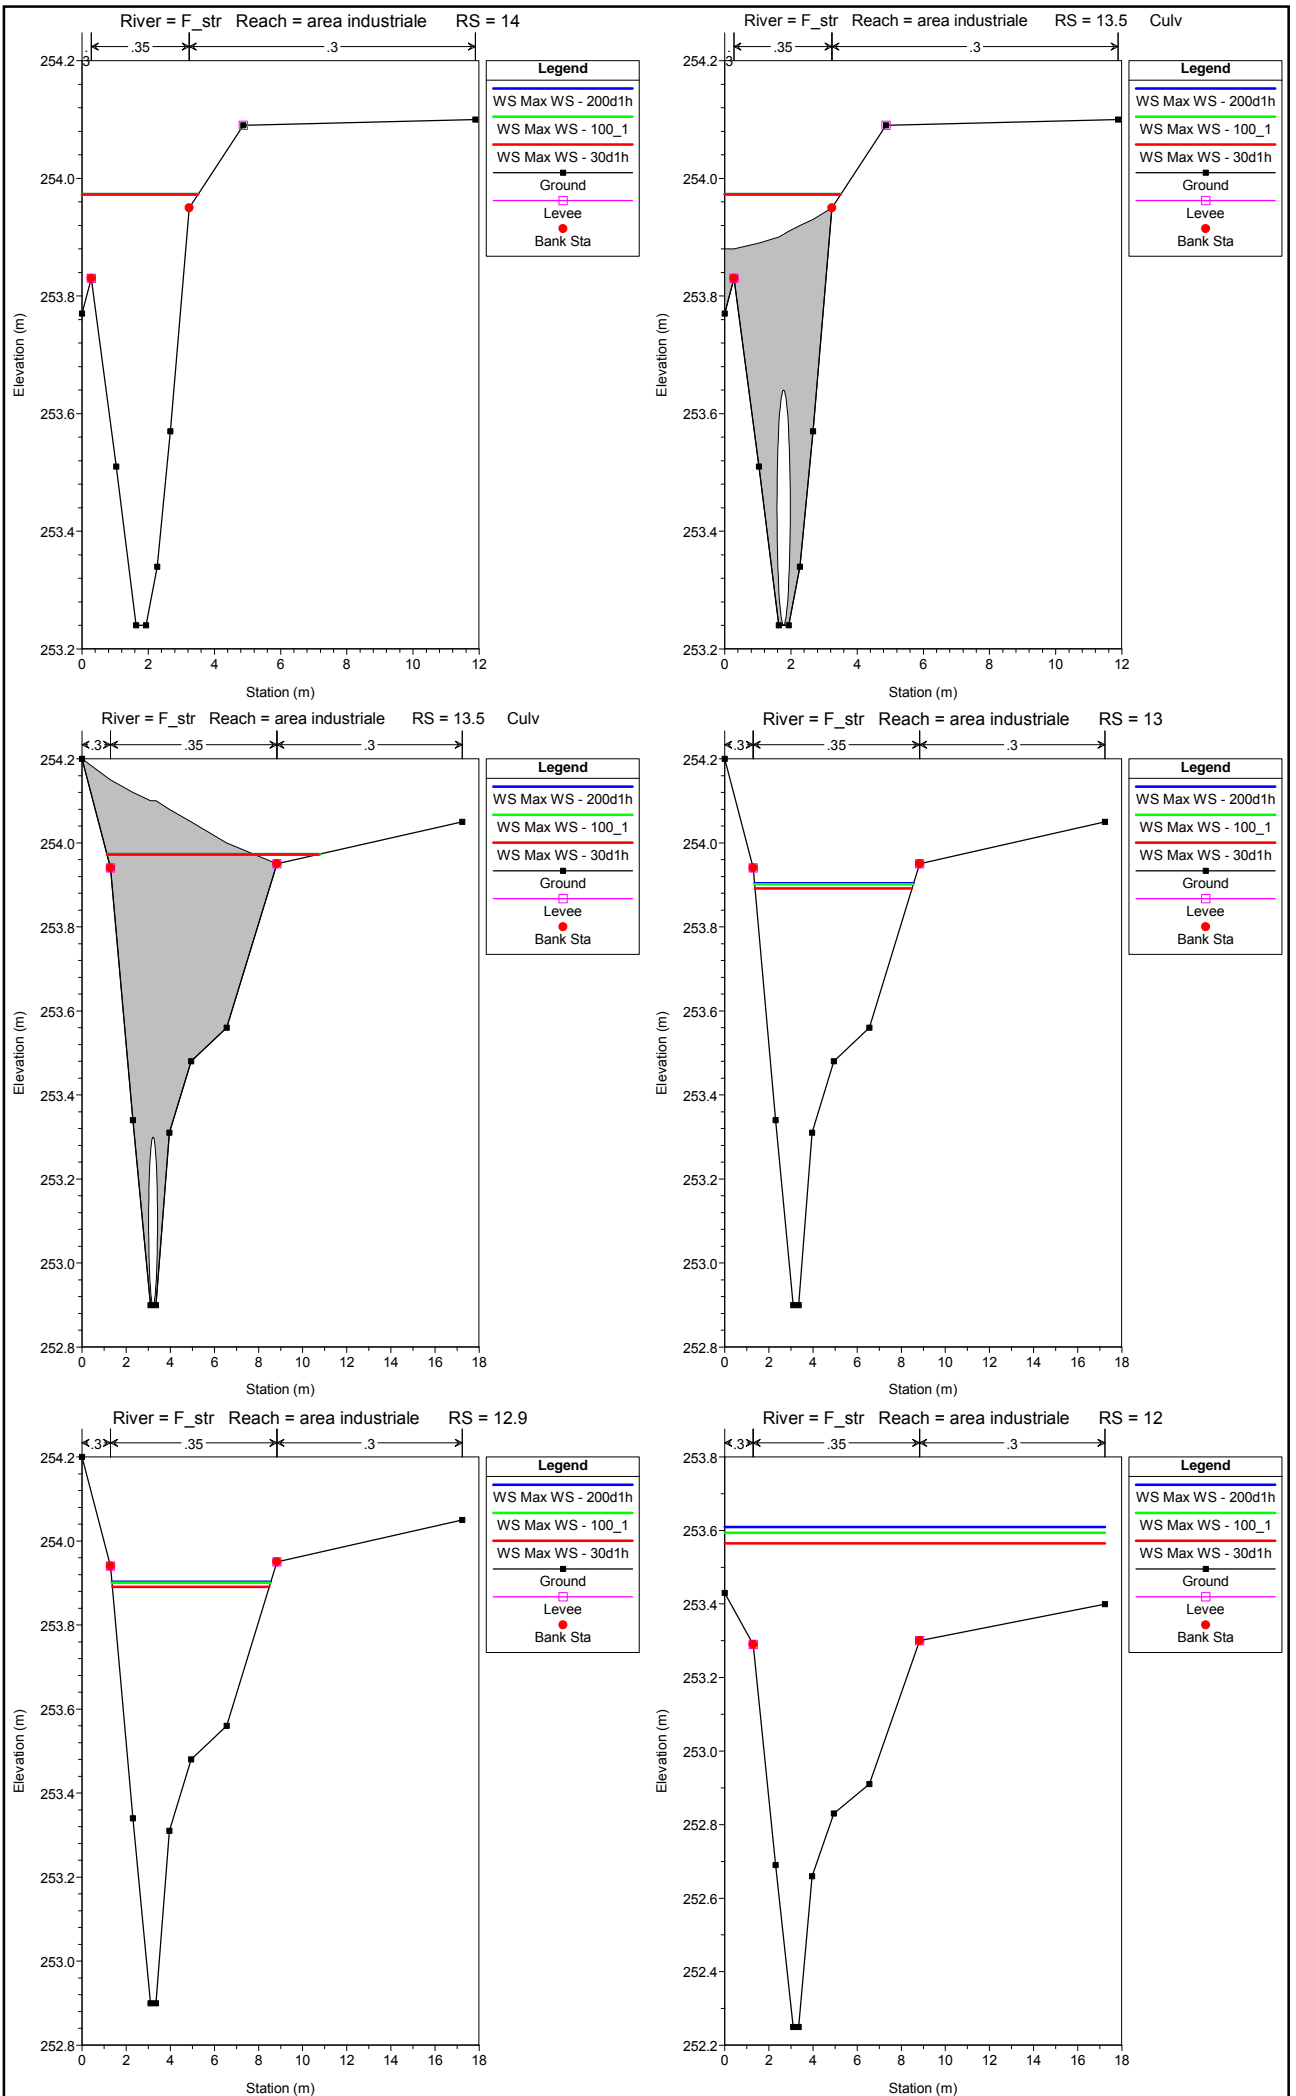 River = F_str Reach = area industriale RS = 14
.3 .35 .3
254.2
254.0
253.8
253.6
253.4
253.2
Elevation (m)
0 2 4 6 8 10 12
Station (m)
Legend
WS Max WS - 200d1h
WS Max WS - 100_1
WS Max WS - 30d1h
Ground
Levee
Bank Sta
River = F_str Reach = area industriale RS = 13.5 Culv
.3 .35 .3
254.2
254.0
253.8
253.6
253.4
253.2
Elevation (m)
0 2 4 6 8 10 12
Station (m)
Legend
WS Max WS - 200d1h
WS Max WS - 100_1
WS Max WS - 30d1h
Ground
Levee
Bank Sta
River = F_str Reach = area industriale RS = 13.5 Culv
.3 .35 .3
254.2
254.0
253.8
253.6
253.4
253.2
253.0
252.8
Elevation (m)
0 2 4 6 8 10 12 14 16 18
Station (m)
Legend
WS Max WS - 200d1h
WS Max WS - 100_1
WS Max WS - 30d1h
Ground
Levee
Bank Sta
River = F_str Reach = area industriale RS = 13
.3 .35 .3
254.2
254.0
253.8
253.6
253.4
253.2
253.0
252.8
Elevation (m)
0 2 4 6 8 10 12 14 16 18
Station (m)
Legend
WS Max WS - 200d1h
WS Max WS - 100_1
WS Max WS - 30d1h
Ground
Levee
Bank Sta
River = F_str Reach = area industriale RS = 12.9
.3 .35 .3
254.2
254.0
253.8
253.6
253.4
253.2
253.0
252.8
Elevation (m)
0 2 4 6 8 10 12 14 16 18
Station (m)
Legend
WS Max WS - 200d1h
WS Max WS - 100_1
WS Max WS - 30d1h
Ground
Levee
Bank Sta
River = F_str Reach = area industriale RS = 12
.3 .35 .3
253.8
253.6
253.4
253.2
253.0
252.8
252.6
252.4
252.2
Elevation (m)
0 2 4 6 8 10 12 14 16 18
Station (m)
Legend
WS Max WS - 200d1h
WS Max WS - 100_1
WS Max WS - 30d1h
Ground
Levee
Bank Sta